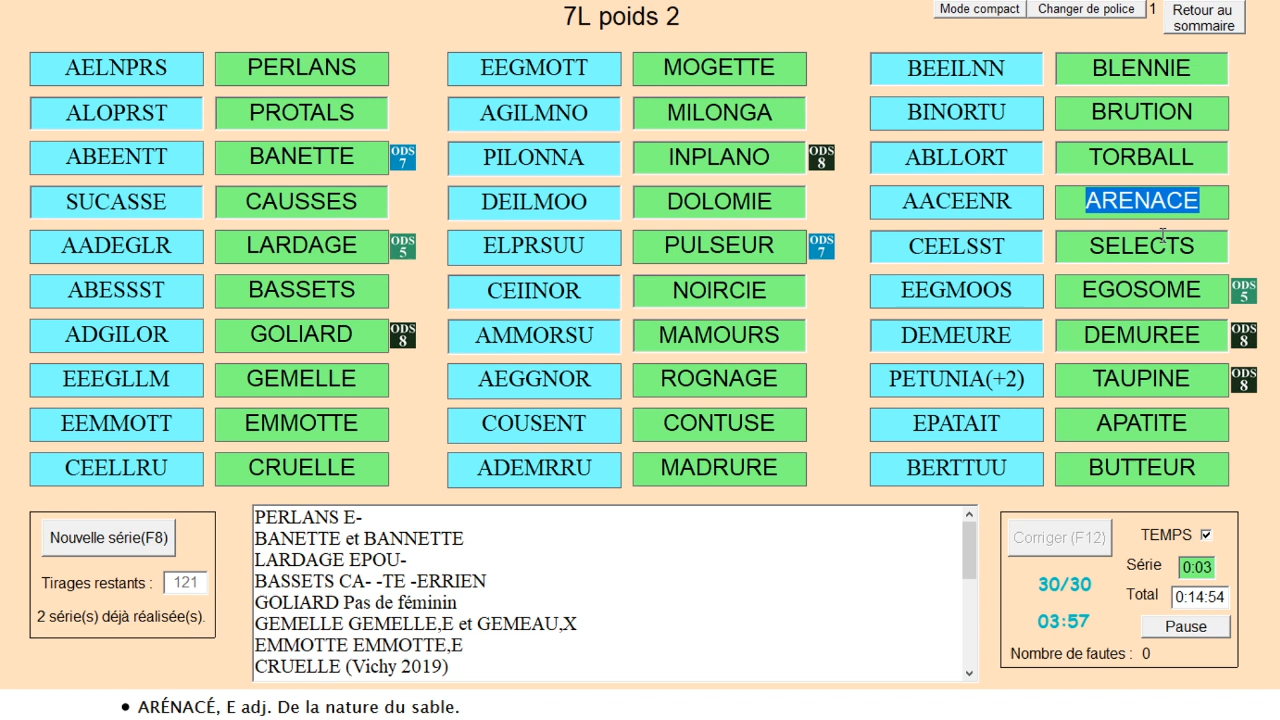 7L poids 2
Mode compact Changer de police 1 Retour au sommaire
AELNPRS PERLANS EEGMOTT MOGETTE BEEILNN BLENNIE
ALOPRST PROTALS AGILMNO MILONGA BINORTU BRUTION
ABEENTT BANETTE ODS 7 PILONNA INPLANO ODS 8 ABLLORT TORBALL
SUCASSE CAUSSES DEILMOO DOLOMIE AACEENR ARENACE
AADEGLR LARDAGE ODS 5 ELPRSUU PULSEUR ODS 7 CEELSST SELECTS
ABESSST BASSETS CEIINOR NOIRCIE EEGMOOS EGOSOME ODS 5
ADGILOR GOLIARD ODS 8 AMMORSU MAMOURS DEMEURE DEMUREE ODS 8
EEEGLLM GEMELLE AEGGNOR ROGNAGE PETUNIA(+2) TAUPINE ODS 8
EEMMOTT EMMOTTE COUSENT CONTUSE EPATAIT APATITE
CEELLRU CRUELLE ADEMRRU MADRURE BERTTUU BUTTEUR
Nouvelle série(F8)
Tirages restants : 121
2 série(s) déjà réalisée(s).
PERLANS E-
BANETTE et BANNETTE
LARDAGE EPOU-
BASSETS CA- -TE -ERRIEN
GOLIARD Pas de féminin
GEMELLE GEMELLE,E et GEMEAU,X
EMMOTTE EMMOTTE,E
CRUELLE (Vichy 2019)
Corriger (F12) TEMPS
Série 0:03
30/30
Total 0:14:54
03:57
Pause
Nombre de fautes : 0
• ARÉNACÉ, E adj. De la nature du sable.